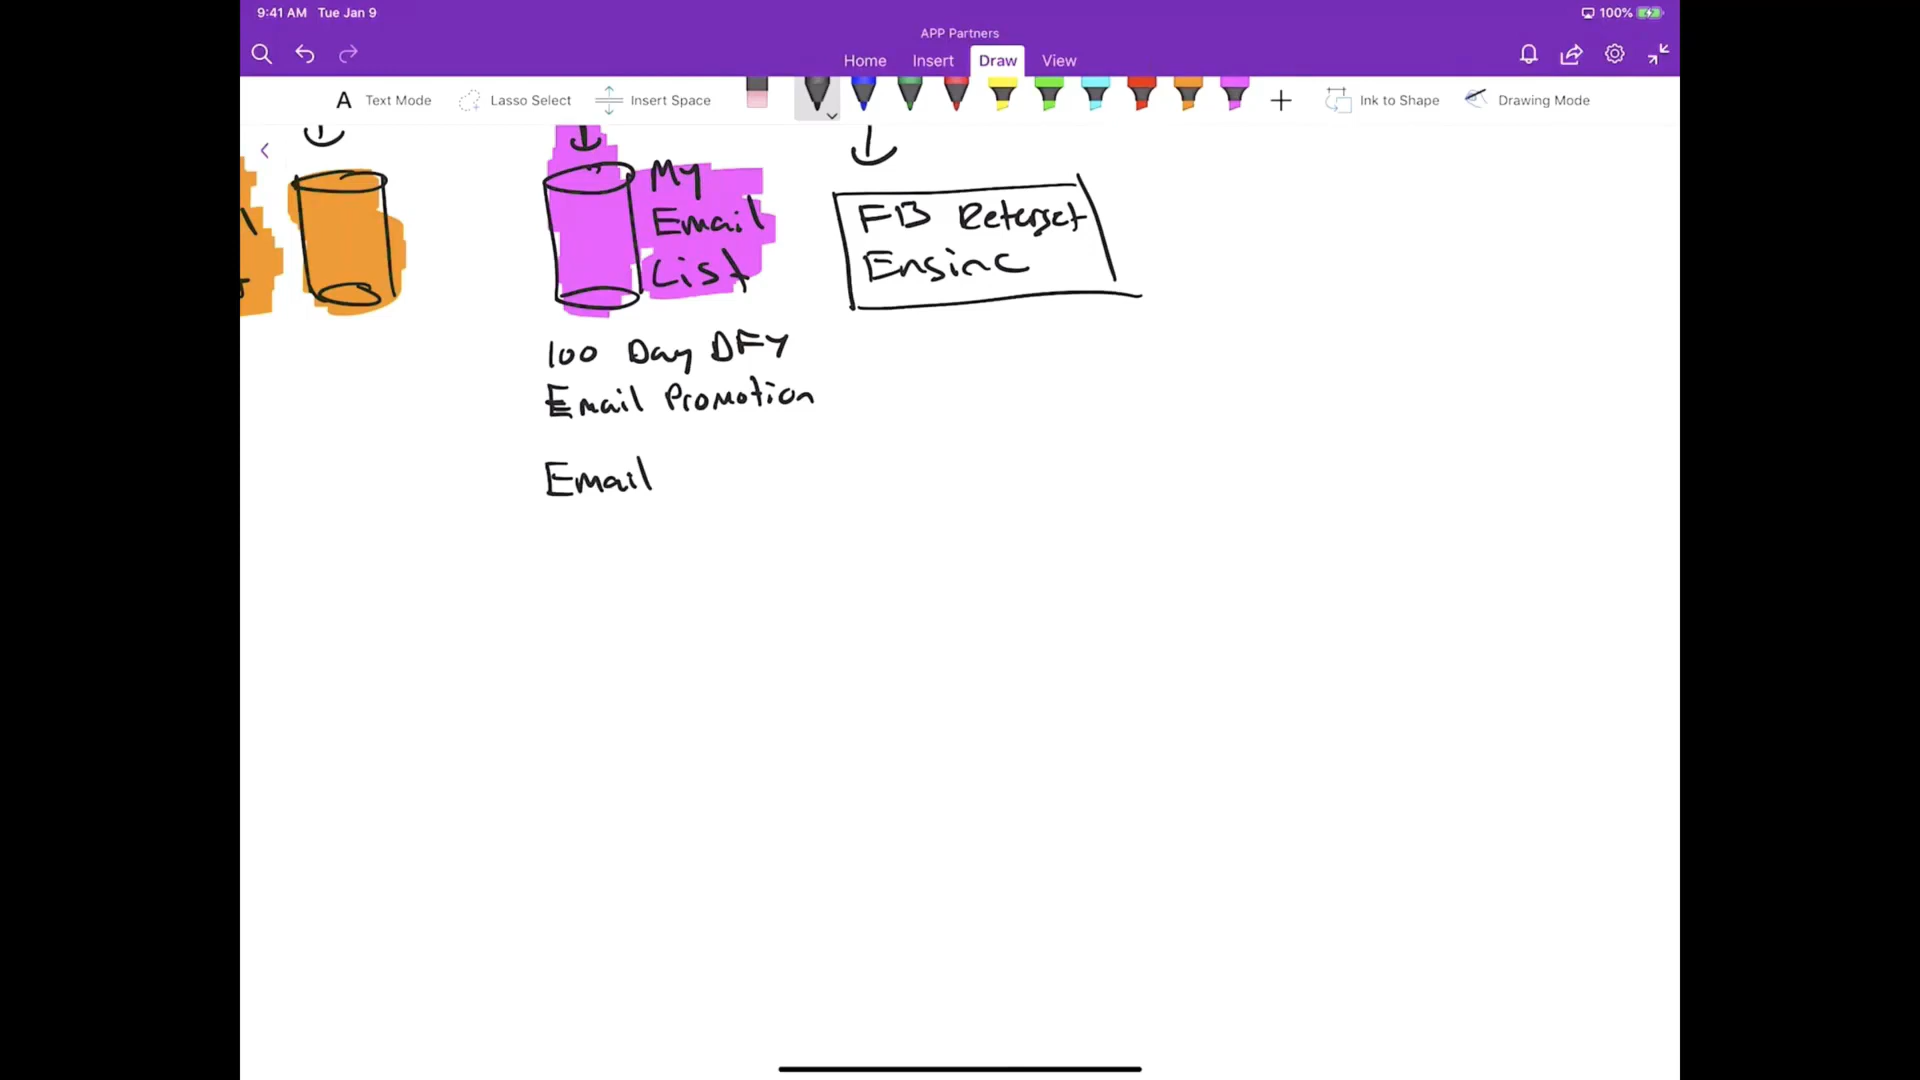 9:41 AM Tue Jan 9
100%
APP Partners
Home Insert Draw View
A Text Mode Lasso Select Insert Space Ink to Shape Drawing Mode
My
Email
List
FB Reterget
Engine
100 Day DFY
Email Promotion
Email